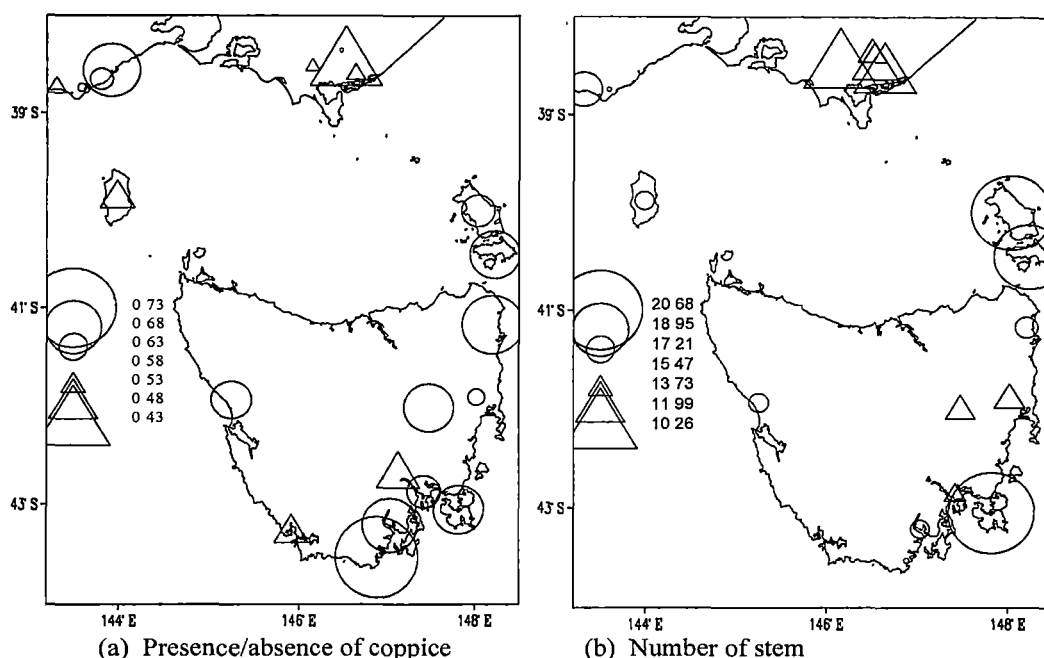 39° S
41° S
43° S
0 73
0 68
0 63
0 58
0 53
0 48
0 43
144° E
146° E
148° E
(a) Presence/absence of coppice
39° S
41° S
43° S
20 68
18 95
17 21
15 47
13 73
11 99
10 26
144° E
146° E
148° E
(b) Number of stem